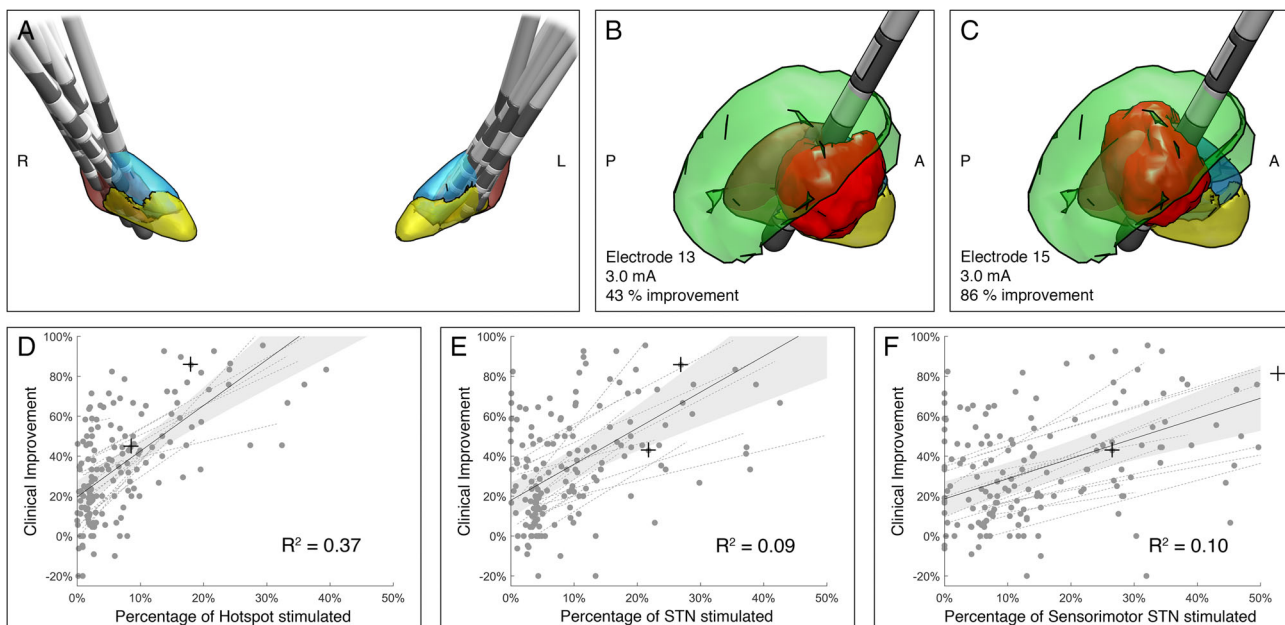 A
R
L
B
P
A
Electrode 13
3.0 mA
43 % improvement
C
P
A
Electrode 15
3.0 mA
86 % improvement
D
Clinical Improvement
100%
80%
60%
40%
20%
0%
-20%
R² = 0.37
0% 10% 20% 30% 40% 50%
Percentage of Hotspot stimulated
E
Clinical Improvement
100%
80%
60%
40%
20%
0%
-20%
R² = 0.09
0% 10% 20% 30% 40% 50%
Percentage of STN stimulated
F
Clinical Improvement
100%
80%
60%
40%
20%
0%
-20%
R² = 0.10
0% 10% 20% 30% 40% 50%
Percentage of Sensorimotor STN stimulated